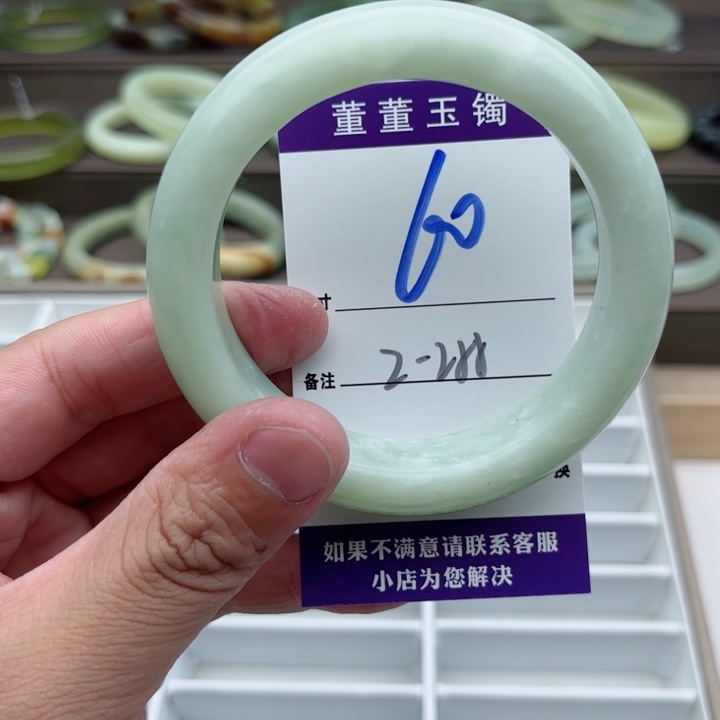 董董玉镯
60
寸
备注 2-288
换
如果不满意请联系客服
小店为您解决